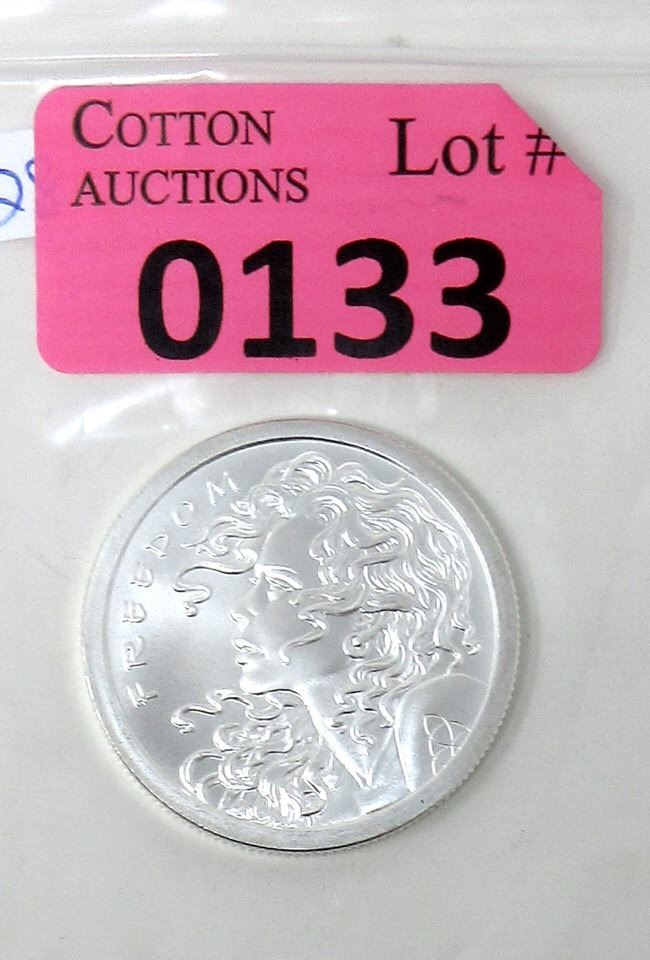 COTTON
AUCTIONS
Lot #
0133
FREEDOM